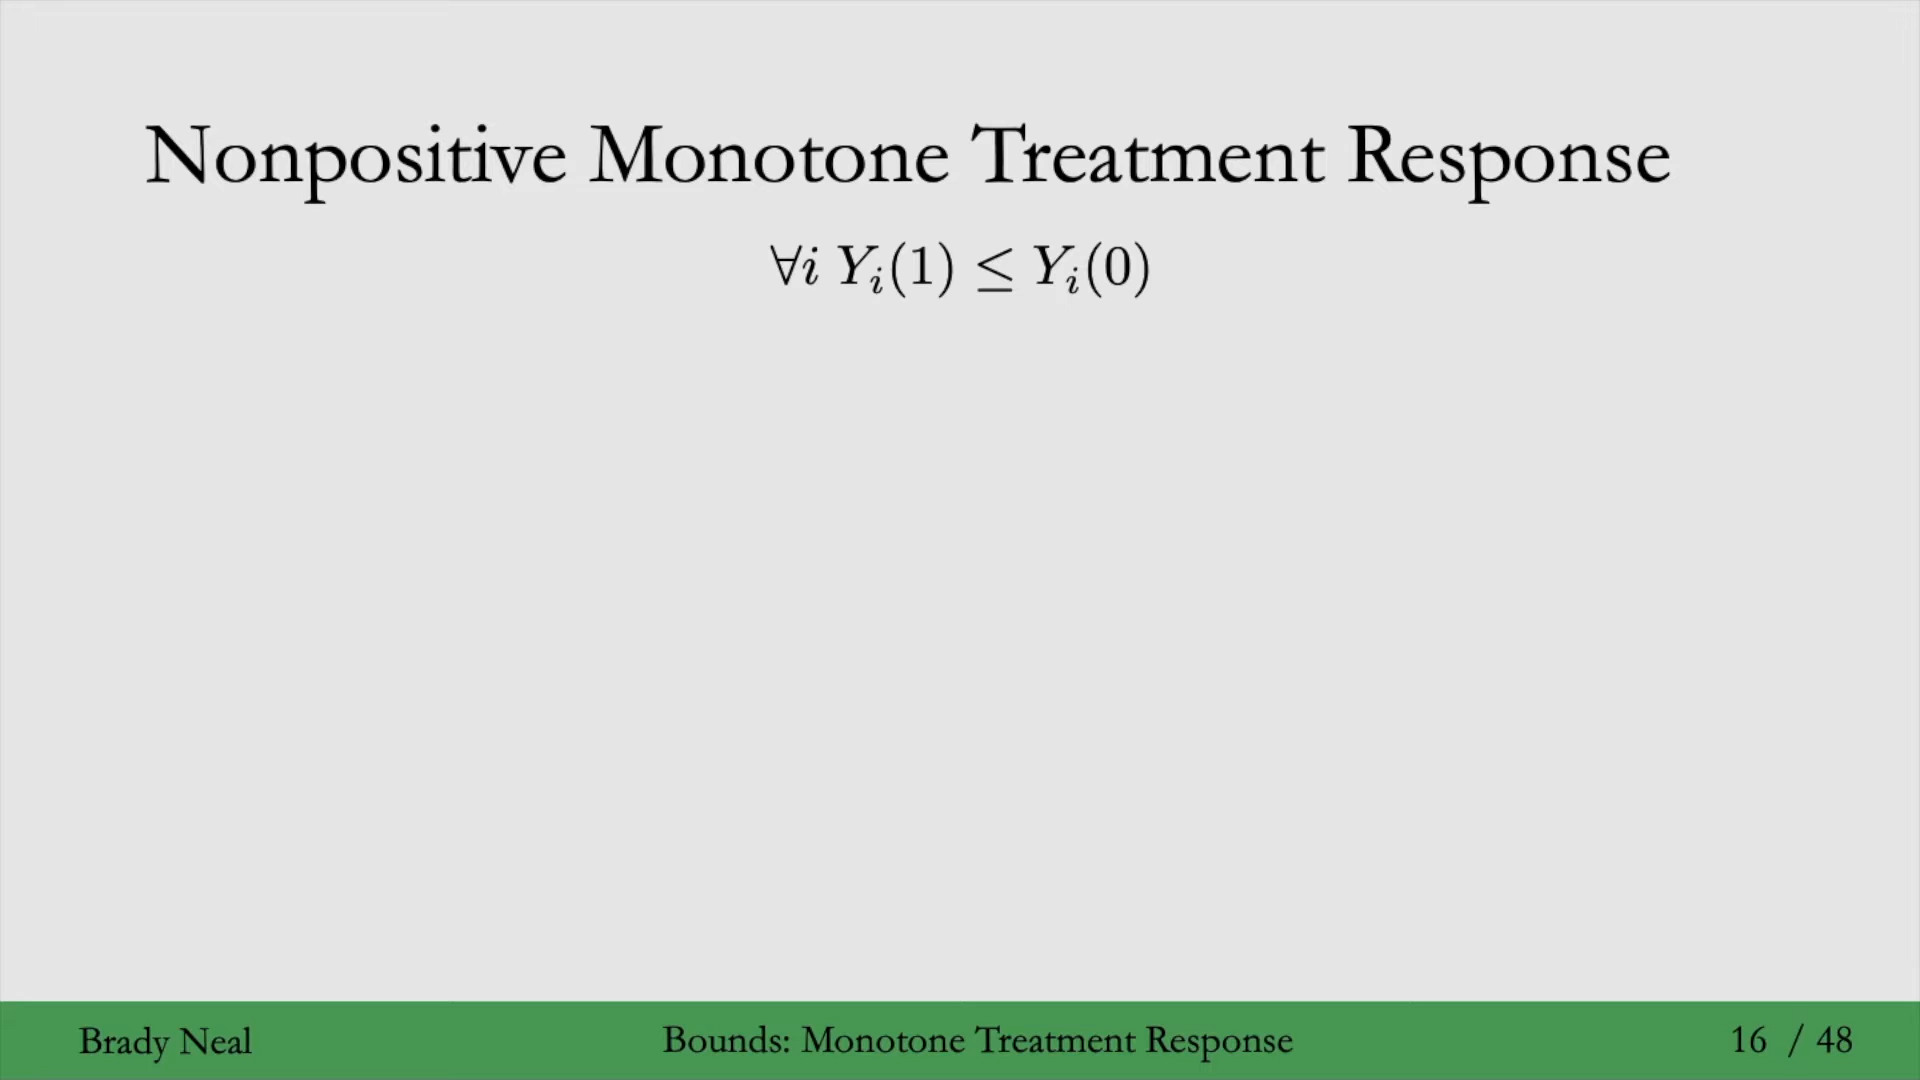 Nonpositive Monotone Treatment Response
∀i Yᵢ(1) ≤ Yᵢ(0)
Brady Neal
Bounds: Monotone Treatment Response
16 / 48